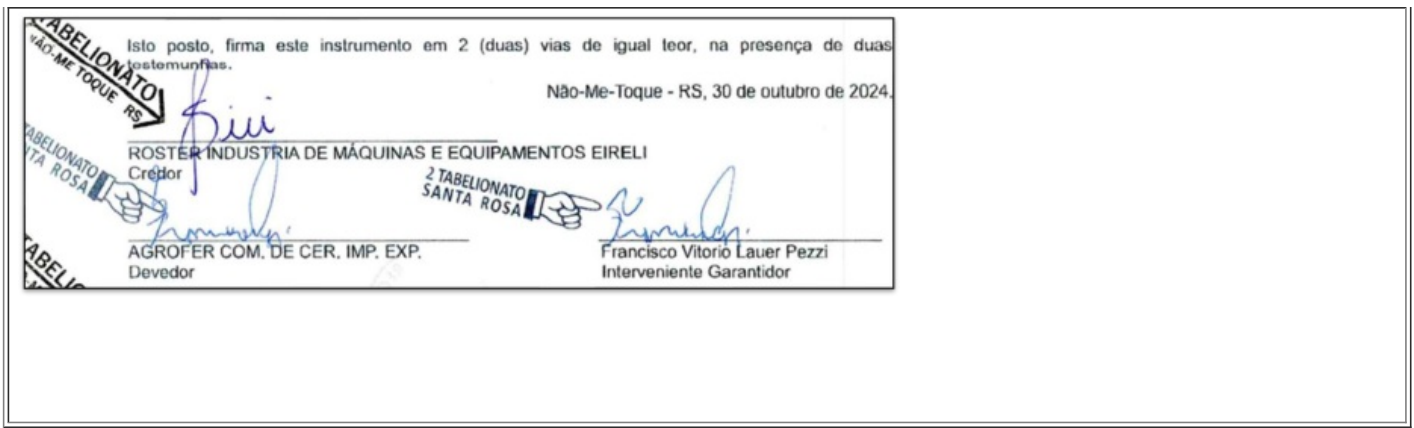 TABELIONATO
NÃO-ME TOQUE RS
Isto posto, firma este instrumento em 2 (duas) vias de igual teor, na presença de duas
testemunhas.
Não-Me-Toque - RS, 30 de outubro de 2024.
ROSTER INDUSTRIA DE MÁQUINAS E EQUIPAMENTOS EIRELI
Credor
TABELIONATO
SANTA ROSA
2 TABELIONATO
SANTA ROSA
AGROFER COM. DE CER. IMP. EXP.
Devedor
Francisco Vitorio Lauer Pezzi
Interveniente Garantidor